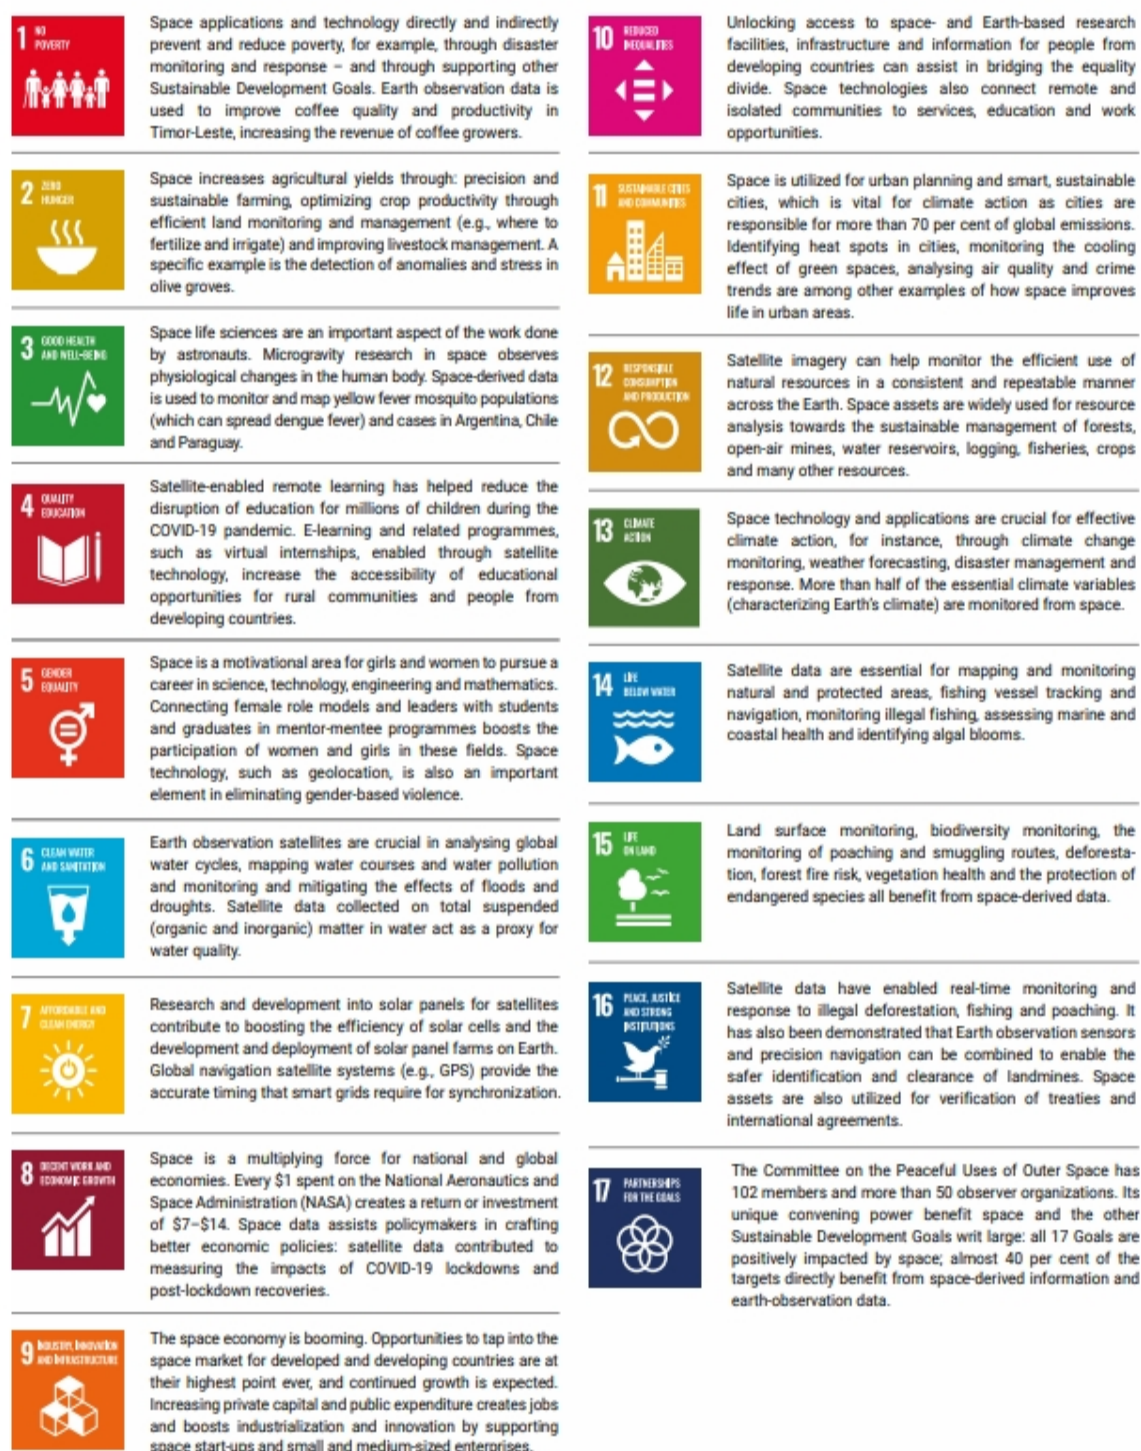 1 NO
POVERTY
Space applications and technology directly and indirectly
prevent and reduce poverty, for example, through disaster
monitoring and response – and through supporting other
Sustainable Development Goals. Earth observation data is
used to improve coffee quality and productivity in
Timor-Leste, increasing the revenue of coffee growers.
2 ZERO
HUNGER
Space increases agricultural yields through: precision and
sustainable farming, optimizing crop productivity through
efficient land monitoring and management (e.g., where to
fertilize and irrigate) and improving livestock management. A
specific example is the detection of anomalies and stress in
olive groves.
3 GOOD HEALTH
AND WELL-BEING
Space life sciences are an important aspect of the work done
by astronauts. Microgravity research in space observes
physiological changes in the human body. Space-derived data
is used to monitor and map yellow fever mosquito populations
(which can spread dengue fever) and cases in Argentina, Chile
and Paraguay.
4 QUALITY
EDUCATION
Satellite-enabled remote learning has helped reduce the
disruption of education for millions of children during the
COVID-19 pandemic. E-learning and related programmes,
such as virtual internships, enabled through satellite
technology, increase the accessibility of educational
opportunities for rural communities and people from
developing countries.
5 GENDER
EQUALITY
Space is a motivational area for girls and women to pursue a
career in science, technology, engineering and mathematics.
Connecting female role models and leaders with students
and graduates in mentor-mentee programmes boosts the
participation of women and girls in these fields. Space
technology, such as geolocation, is also an important
element in eliminating gender-based violence.
6 CLEAN WATER
AND SANITATION
Earth observation satellites are crucial in analysing global
water cycles, mapping water courses and water pollution
and monitoring and mitigating the effects of floods and
droughts. Satellite data collected on total suspended
(organic and inorganic) matter in water act as a proxy for
water quality.
7 AFFORDABLE AND
CLEAN ENERGY
Research and development into solar panels for satellites
contribute to boosting the efficiency of solar cells and the
development and deployment of solar panel farms on Earth.
Global navigation satellite systems (e.g., GPS) provide the
accurate timing that smart grids require for synchronization.
8 DECENT WORK AND
ECONOMIC GROWTH
Space is a multiplying force for national and global
economies. Every $1 spent on the National Aeronautics and
Space Administration (NASA) creates a return or investment
of $7–$14. Space data assists policymakers in crafting
better economic policies: satellite data contributed to
measuring the impacts of COVID-19 lockdowns and
post-lockdown recoveries.
9 INDUSTRY, INNOVATION
AND INFRASTRUCTURE
The space economy is booming. Opportunities to tap into the
space market for developed and developing countries are at
their highest point ever, and continued growth is expected.
Increasing private capital and public expenditure creates jobs
and boosts industrialization and innovation by supporting
space start-ups and small and medium-sized enterprises.
10 REDUCED
INEQUALITIES
Unlocking access to space- and Earth-based research
facilities, infrastructure and information for people from
developing countries can assist in bridging the equality
divide. Space technologies also connect remote and
isolated communities to services, education and work
opportunities.
11 SUSTAINABLE CITIES
AND COMMUNITIES
Space is utilized for urban planning and smart, sustainable
cities, which is vital for climate action as cities are
responsible for more than 70 per cent of global emissions.
Identifying heat spots in cities, monitoring the cooling
effect of green spaces, analysing air quality and crime
trends are among other examples of how space improves
life in urban areas.
12 RESPONSIBLE
CONSUMPTION
AND PRODUCTION
Satellite imagery can help monitor the efficient use of
natural resources in a consistent and repeatable manner
across the Earth. Space assets are widely used for resource
analysis towards the sustainable management of forests,
open-air mines, water reservoirs, logging, fisheries, crops
and many other resources.
13 CLIMATE
ACTION
Space technology and applications are crucial for effective
climate action, for instance, through climate change
monitoring, weather forecasting, disaster management and
response. More than half of the essential climate variables
(characterizing Earth's climate) are monitored from space.
14 LIFE
BELOW WATER
Satellite data are essential for mapping and monitoring
natural and protected areas, fishing vessel tracking and
navigation, monitoring illegal fishing, assessing marine and
coastal health and identifying algal blooms.
15 LIFE
ON LAND
Land surface monitoring, biodiversity monitoring, the
monitoring of poaching and smuggling routes, deforesta-
tion, forest fire risk, vegetation health and the protection of
endangered species all benefit from space-derived data.
16 PEACE, JUSTICE
AND STRONG
INSTITUTIONS
Satellite data have enabled real-time monitoring and
response to illegal deforestation, fishing and poaching. It
has also been demonstrated that Earth observation sensors
and precision navigation can be combined to enable the
safer identification and clearance of landmines. Space
assets are also utilized for verification of treaties and
international agreements.
17 PARTNERSHIPS
FOR THE GOALS
The Committee on the Peaceful Uses of Outer Space has
102 members and more than 50 observer organizations. Its
unique convening power benefit space and the other
Sustainable Development Goals writ large: all 17 Goals are
positively impacted by space; almost 40 per cent of the
targets directly benefit from space-derived information and
earth-observation data.